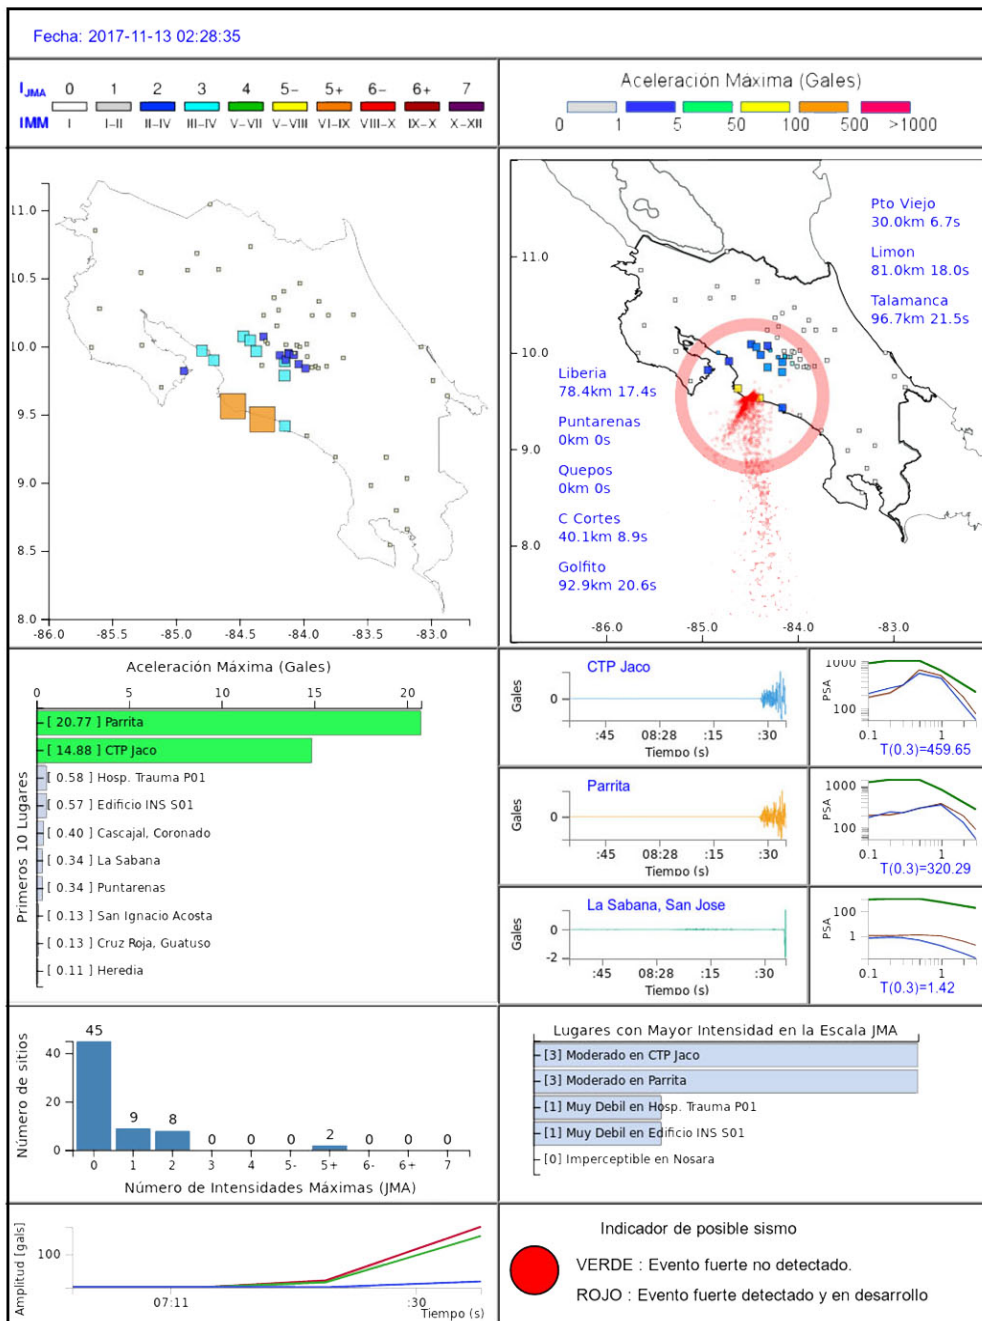 Fecha: 2017-11-13 02:28:35
I JMA 0 1 2 3 4 5- 5+ 6- 6+ 7
IMM I I-II II-IV III-IV V-VII V-VIII VI-IX VIII-X IX-X X-XII
Aceleración Máxima (Gales)
0 1 5 50 100 500 >1000
11.0
10.5
10.0
9.5
9.0
8.5
8.0
-86.0 -85.5 -85.0 -84.5 -84.0 -83.5 -83.0
11.0
10.0
9.0
8.0
-86.0 -85.0 -84.0 -83.0
Pto Viejo
30.0km 6.7s
Limon
81.0km 18.0s
Talamanca
96.7km 21.5s
Liberia
78.4km 17.4s
Puntarenas
0km 0s
Quepos
0km 0s
C Cortes
40.1km 8.9s
Golfito
92.9km 20.6s
Aceleración Máxima (Gales)
0 5 10 15 20
Primeros 10 Lugares
[ 20.77 ] Parrita
[ 14.88 ] CTP Jaco
[ 0.58 ] Hosp. Trauma P01
[ 0.57 ] Edificio INS S01
[ 0.40 ] Cascajal, Coronado
[ 0.34 ] La Sabana
[ 0.34 ] Puntarenas
[ 0.13 ] San Ignacio Acosta
[ 0.13 ] Cruz Roja, Guatuso
[ 0.11 ] Heredia
CTP Jaco
Gales
0
:45 08:28 :15 :30
Tiempo (s)
PSA
1000
100
0.1 1
T(0.3)=459.65
Parrita
Gales
0
:45 08:28 :15 :30
Tiempo (s)
PSA
1000
100
0.1 1
T(0.3)=320.29
La Sabana, San Jose
Gales
0
-2
:45 08:28 :15 :30
Tiempo (s)
PSA
100
1
0.1 1
T(0.3)=1.42
Número de sitios
40
20
0
45 9 8 0 0 0 2 0 0 0
0 1 2 3 4 5- 5+ 6- 6+ 7
Número de Intensidades Máximas (JMA)
Lugares con Mayor Intensidad en la Escala JMA
[3] Moderado en CTP Jaco
[3] Moderado en Parrita
[1] Muy Debil en Hosp. Trauma P01
[1] Muy Debil en Edificio INS S01
[0] Imperceptible en Nosara
Amplitud [gals]
100
07:11 :30
Tiempo (s)
Indicador de posible sismo
VERDE : Evento fuerte no detectado.
ROJO : Evento fuerte detectado y en desarrollo